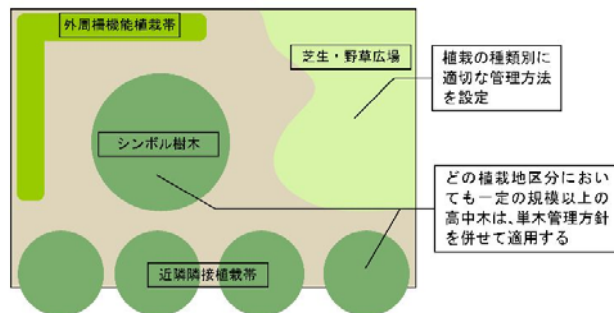 外周柵機能植栽帯
芝生・野草広場
植栽の種類別に
適切な管理方法
を設定
シンボル樹木
どの植栽地区分におい
ても一定の規模以上の
高中木は、単木管理方針
を併せて適用する
近隣隣接植栽帯